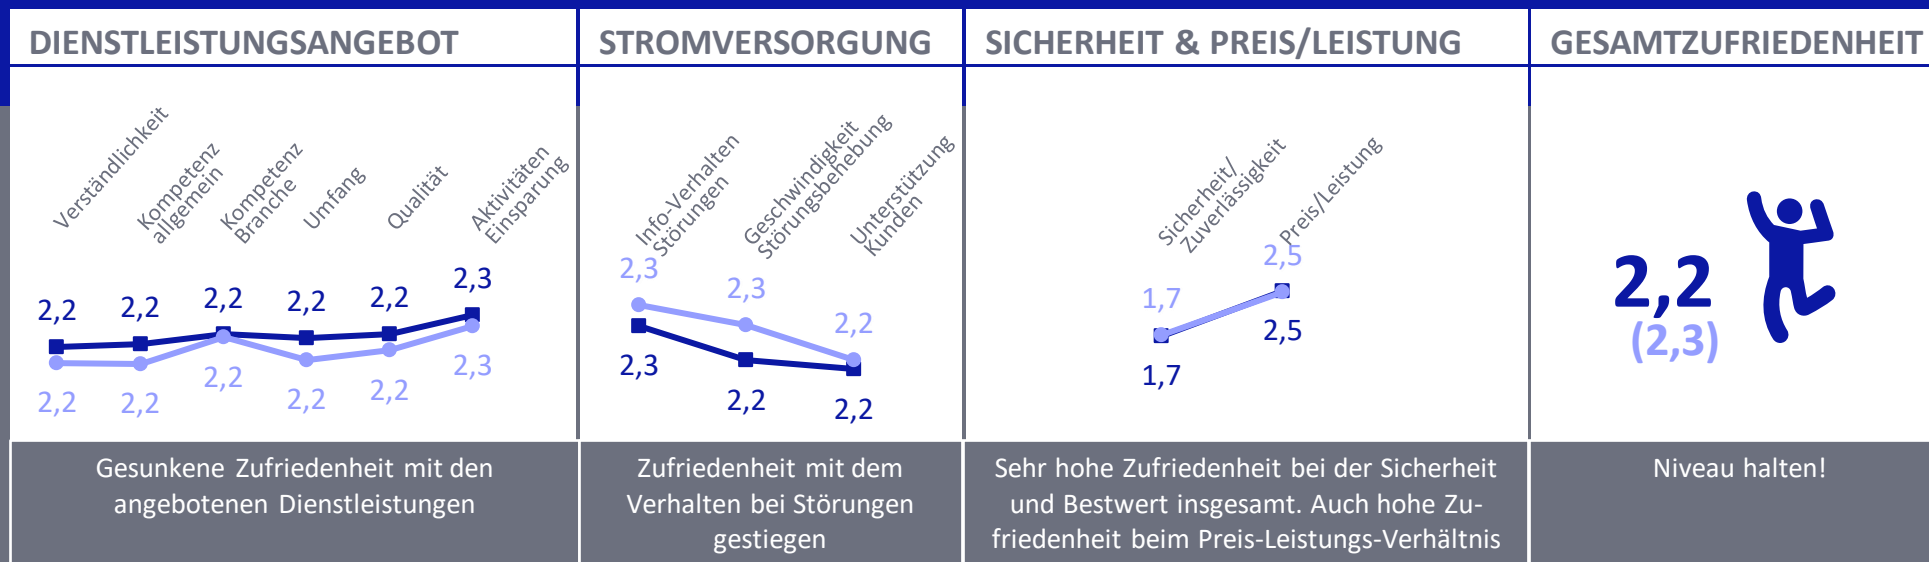 DIENSTLEISTUNGSANGEBOT
Verständlichkeit
Kompetenz
allgemein
Kompetenz
Branche
Umfang
Qualität
Aktivitäten
Einsparung
2,2
2,2
2,2
2,2
2,2
2,3
2,2
2,2
2,2
2,2
2,2
2,3
Gesunkene Zufriedenheit mit den
angebotenen Dienstleistungen
STROMVERSORGUNG
Info-Verhalten
Störungen
Geschwindigkeit
Störungsbehebung
Unterstützung
Kunden
2,3
2,3
2,2
2,3
2,2
2,2
Zufriedenheit mit dem
Verhalten bei Störungen
gestiegen
SICHERHEIT & PREIS/LEISTUNG
Sicherheit/
Zuverlässigkeit
Preis/Leistung
1,7
2,5
1,7
2,5
Sehr hohe Zufriedenheit bei der Sicherheit
und Bestwert insgesamt. Auch hohe Zu-
friedenheit beim Preis-Leistungs-Verhältnis
GESAMTZUFRIEDENHEIT
2,2
(2,3)
Niveau halten!